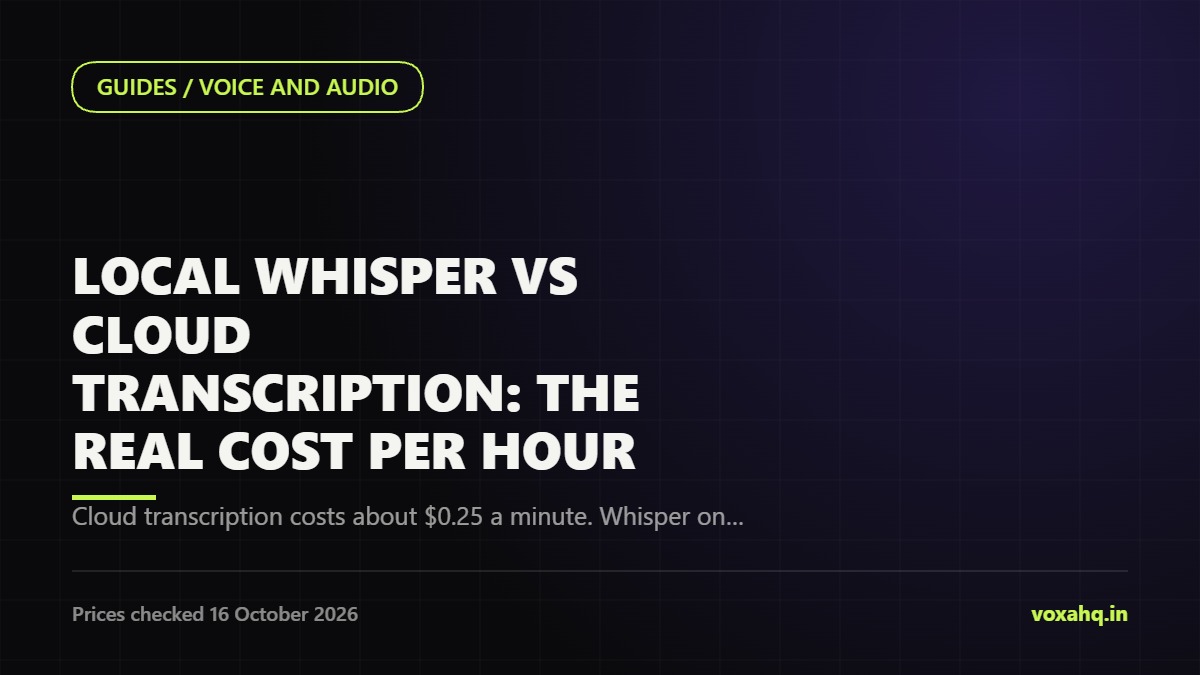 GUIDES / VOICE AND AUDIO
LOCAL WHISPER VS
CLOUD
TRANSCRIPTION: THE
REAL COST PER HOUR
Cloud transcription costs about $0.25 a minute. Whisper on...
Prices checked 16 October 2026
voxahq.in